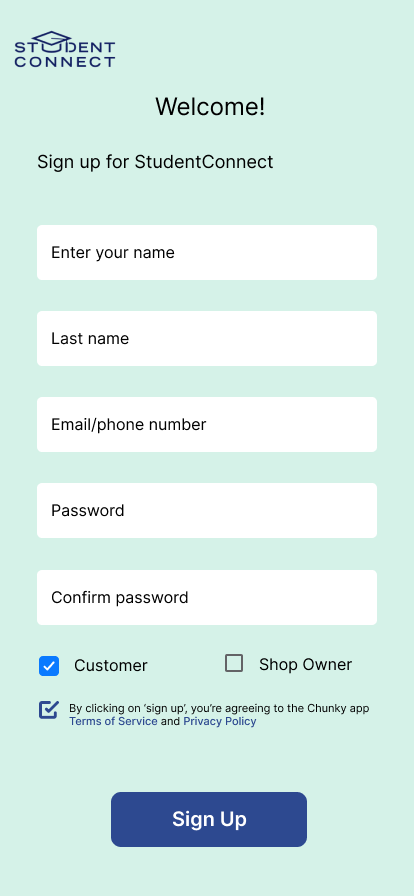 STUDENT
CONNECT
Welcome!
Sign up for StudentConnect
Enter your name
Last name
Email/phone number
Password
Confirm password
Customer
Shop Owner
By clicking on ‘sign up’, you’re agreeing to the Chunky app
Terms of Service and Privacy Policy
Sign Up